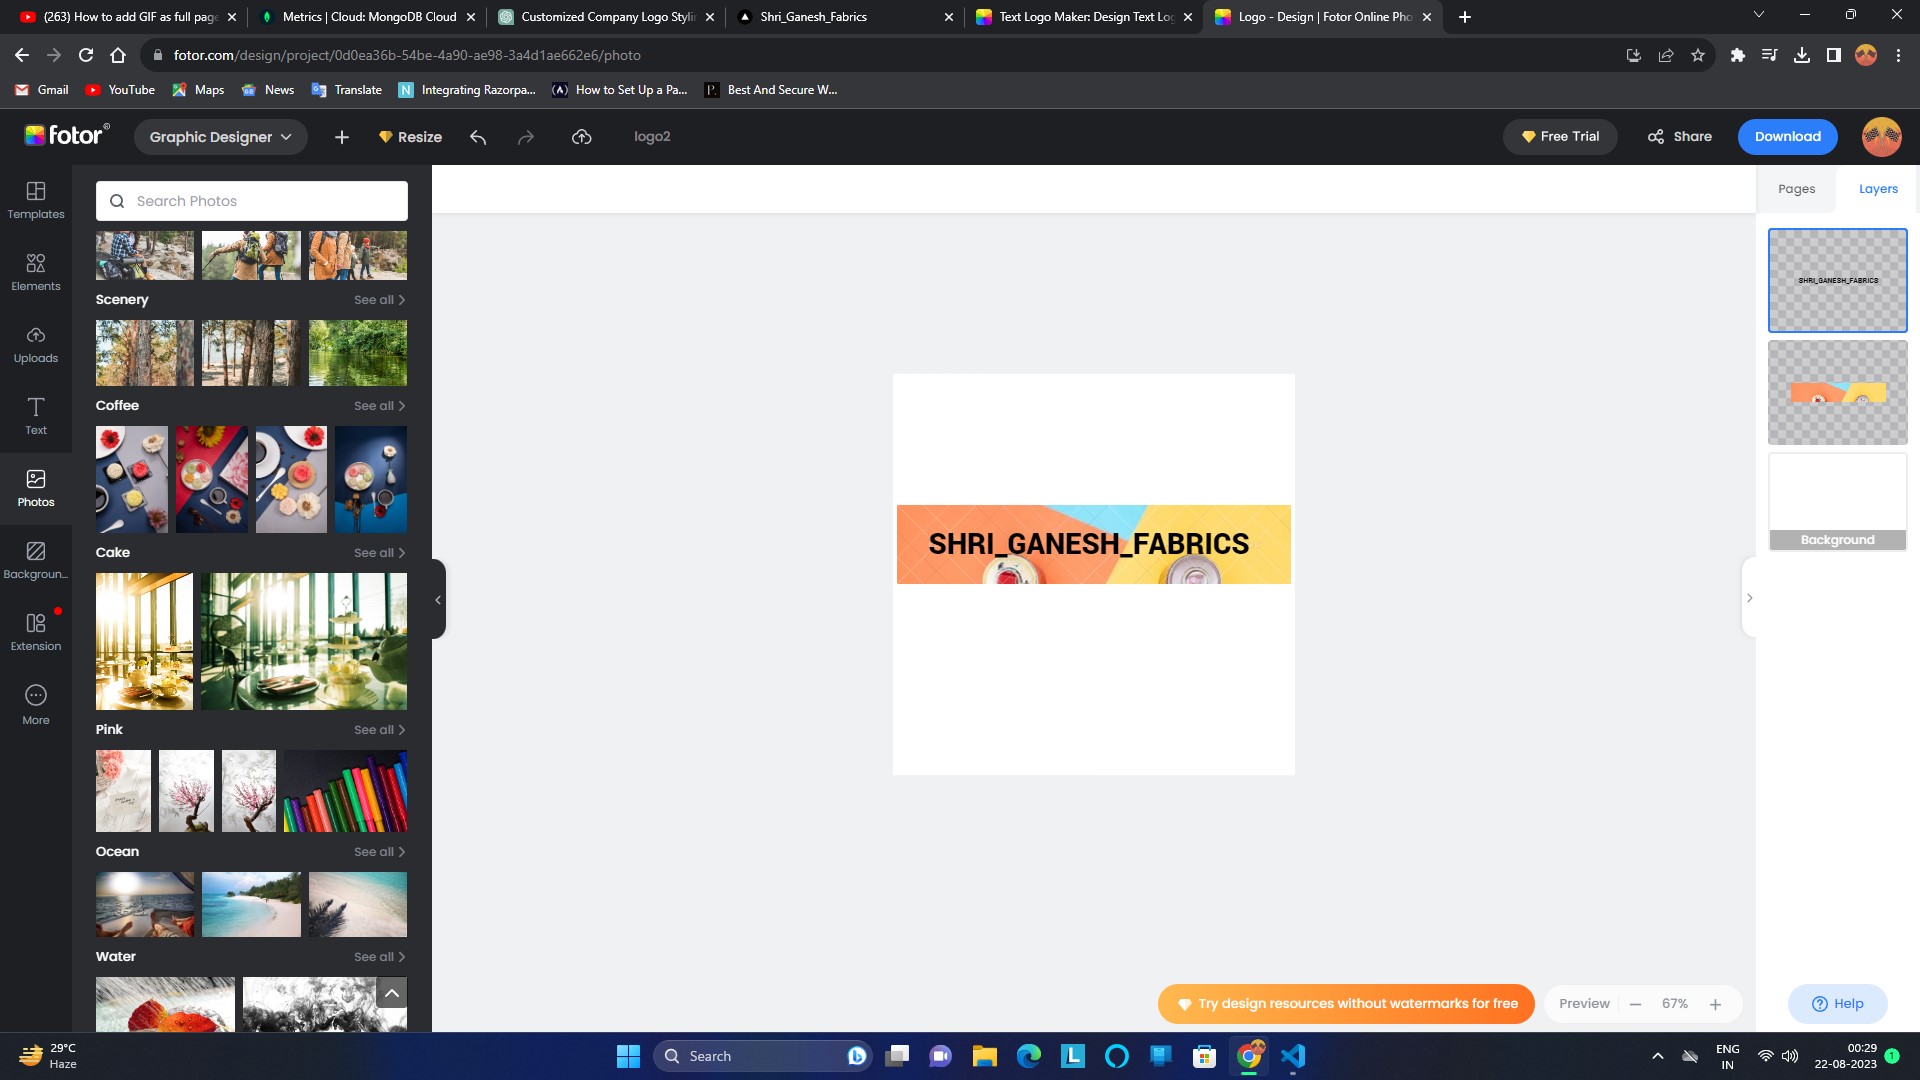 (263) How to add GIF as full page
Metrics | Cloud: MongoDB Cloud
Customized Company Logo Stylin
Shri_Ganesh_Fabrics
Text Logo Maker: Design Text Log
Logo - Design | Fotor Online Pho
fotor.com/design/project/0d0ea36b-54be-4a90-ae98-3a4d1ae662e6/photo
Gmail
YouTube
Maps
News
Translate
Integrating Razorpa...
How to Set Up a Pa...
Best And Secure W...
fotor
Graphic Designer
Resize
logo2
Free Trial
Share
Download
Templates
Elements
Uploads
Text
Photos
Backgroun...
Extension
More
Search Photos
Scenery See all
Coffee See all
Cake See all
Pink See all
Ocean See all
Water See all
SHRI_GANESH_FABRICS
Pages Layers
SHRI_GANESH_FABRICS
Background
Try design resources without watermarks for free
Preview 67%
Help
29°C
Haze
Search
ENG
IN
00:29
22-08-2023
1